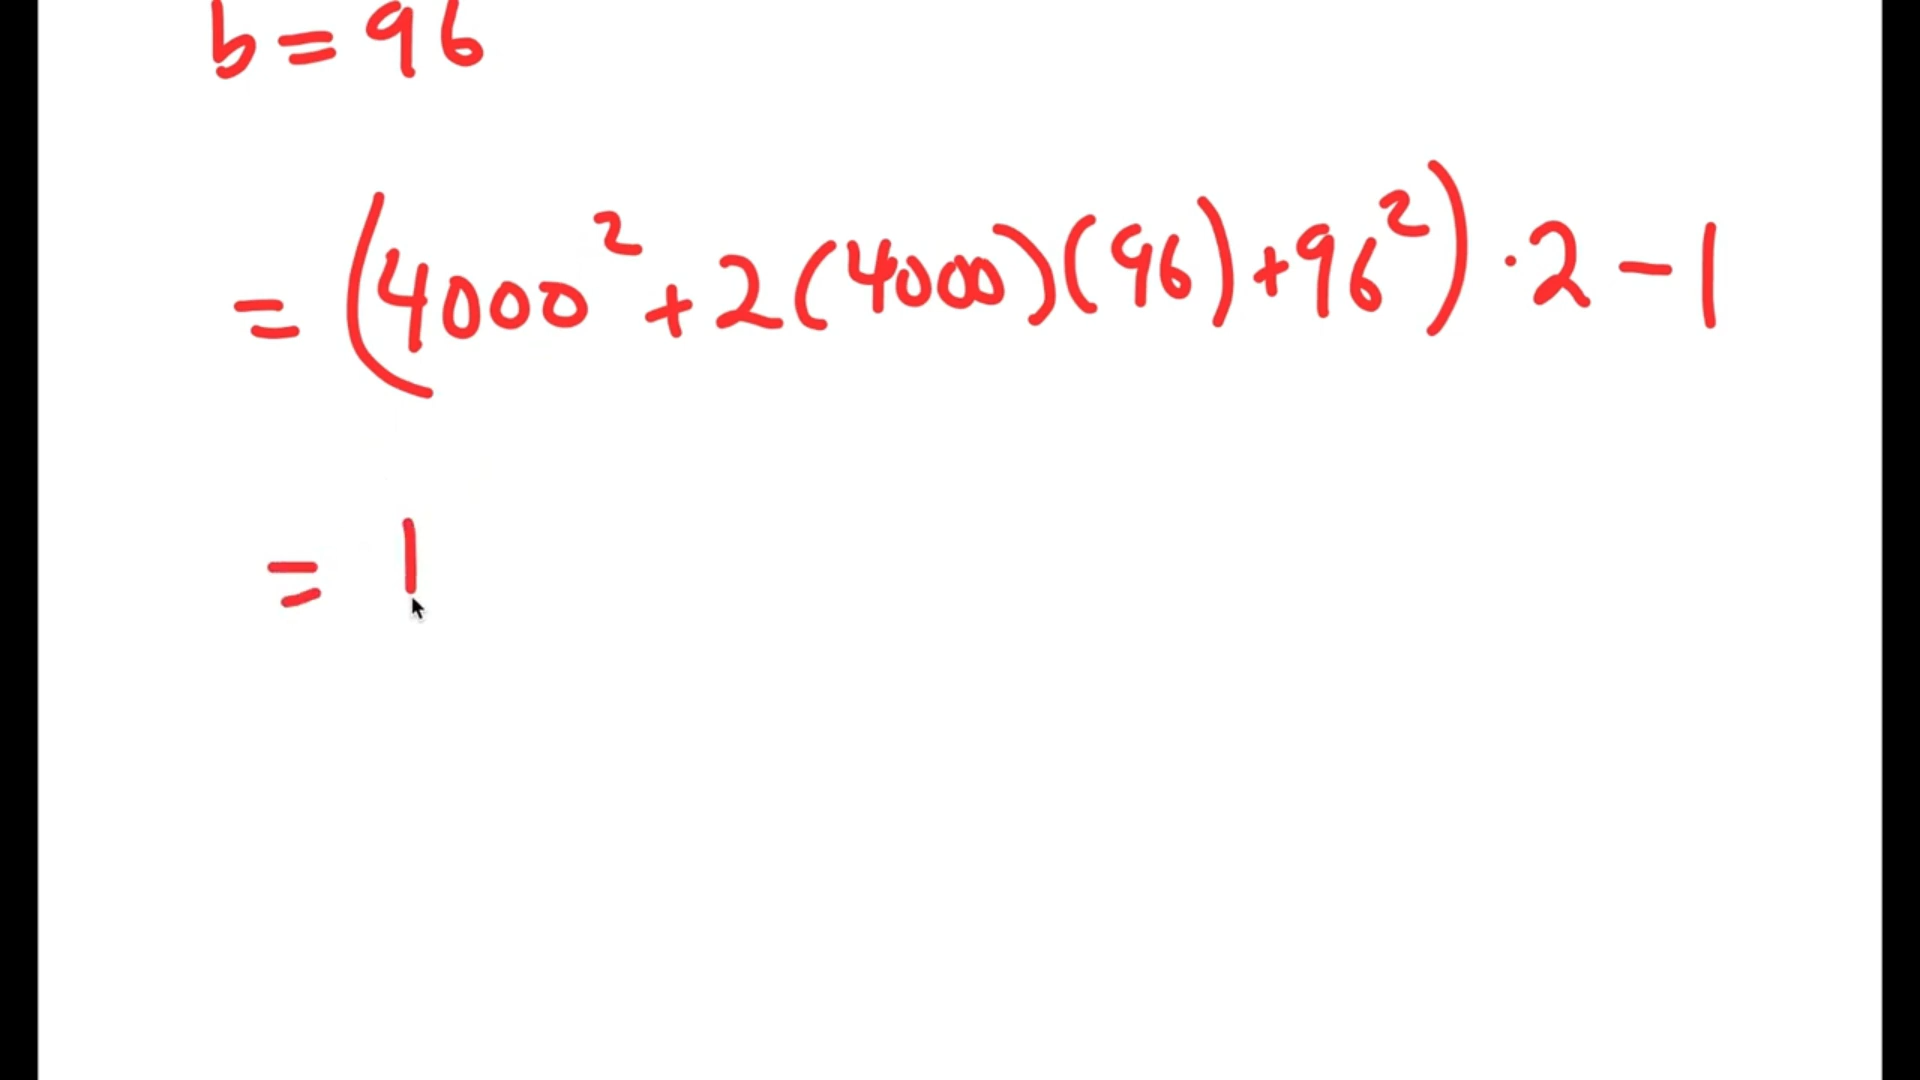 b = 96
= (4000² + 2(4000)(96) + 96²) · 2 - 1
= 1